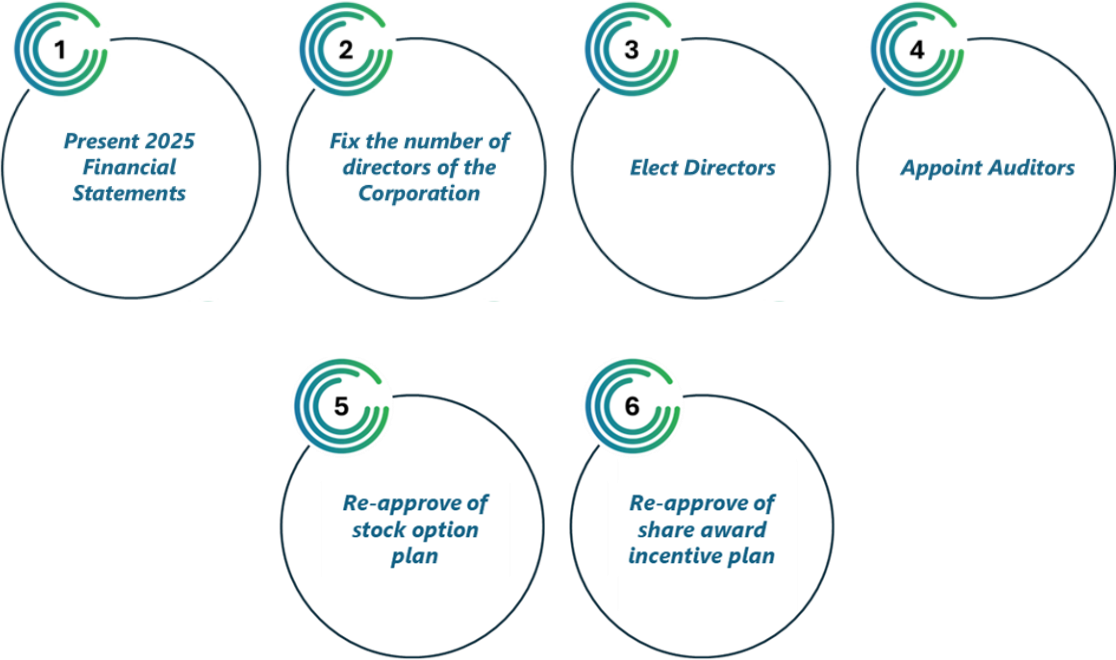 1
Present 2025
Financial
Statements
2
Fix the number of
directors of the
Corporation
3
Elect Directors
4
Appoint Auditors
5
Re-approve of
stock option
plan
6
Re-approve of
share award
incentive plan